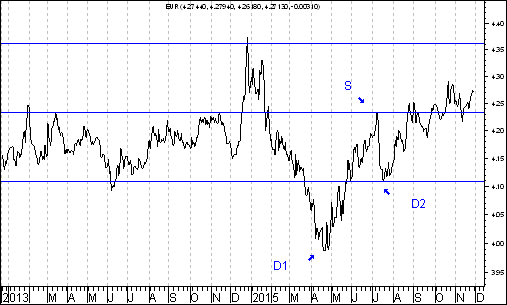 EUR (4.27440, 4.27940, 4.26180, 4.27130, -0.00310)
4.40
4.35
4.30
4.25
4.20
4.15
4.10
4.05
4.00
3.95
S
D2
D1
2013 M A M J J A S O N D 2015 M A M J J A S O N D